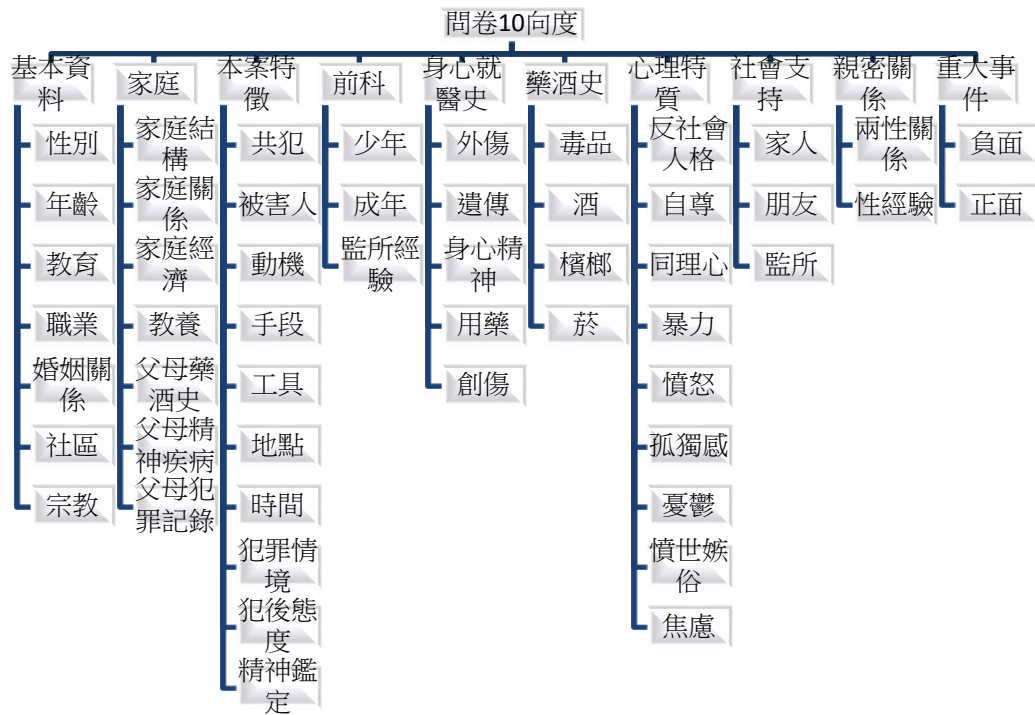 問卷10向度
基本資
料
性別
年齡
教育
職業
婚姻關
係
社區
宗教
家庭
家庭結
構
家庭關
係
家庭經
濟
教養
父母藥
酒史
父母精
神疾病
父母犯
罪記錄
本案特
徵
共犯
被害人
動機
手段
工具
地點
時間
犯罪情
境
犯後態
度
精神鑑
定
前科
少年
成年
監所經
驗
身心就
醫史
外傷
遺傳
身心精
神
用藥
創傷
藥酒史
毒品
酒
檳榔
菸
心理特
質
反社會
人格
自尊
同理心
暴力
憤怒
孤獨感
憂鬱
憤世嫉
俗
焦慮
社會支
持
家人
朋友
監所
親密關
係
兩性關
係
性經驗
重大事
件
負面
正面